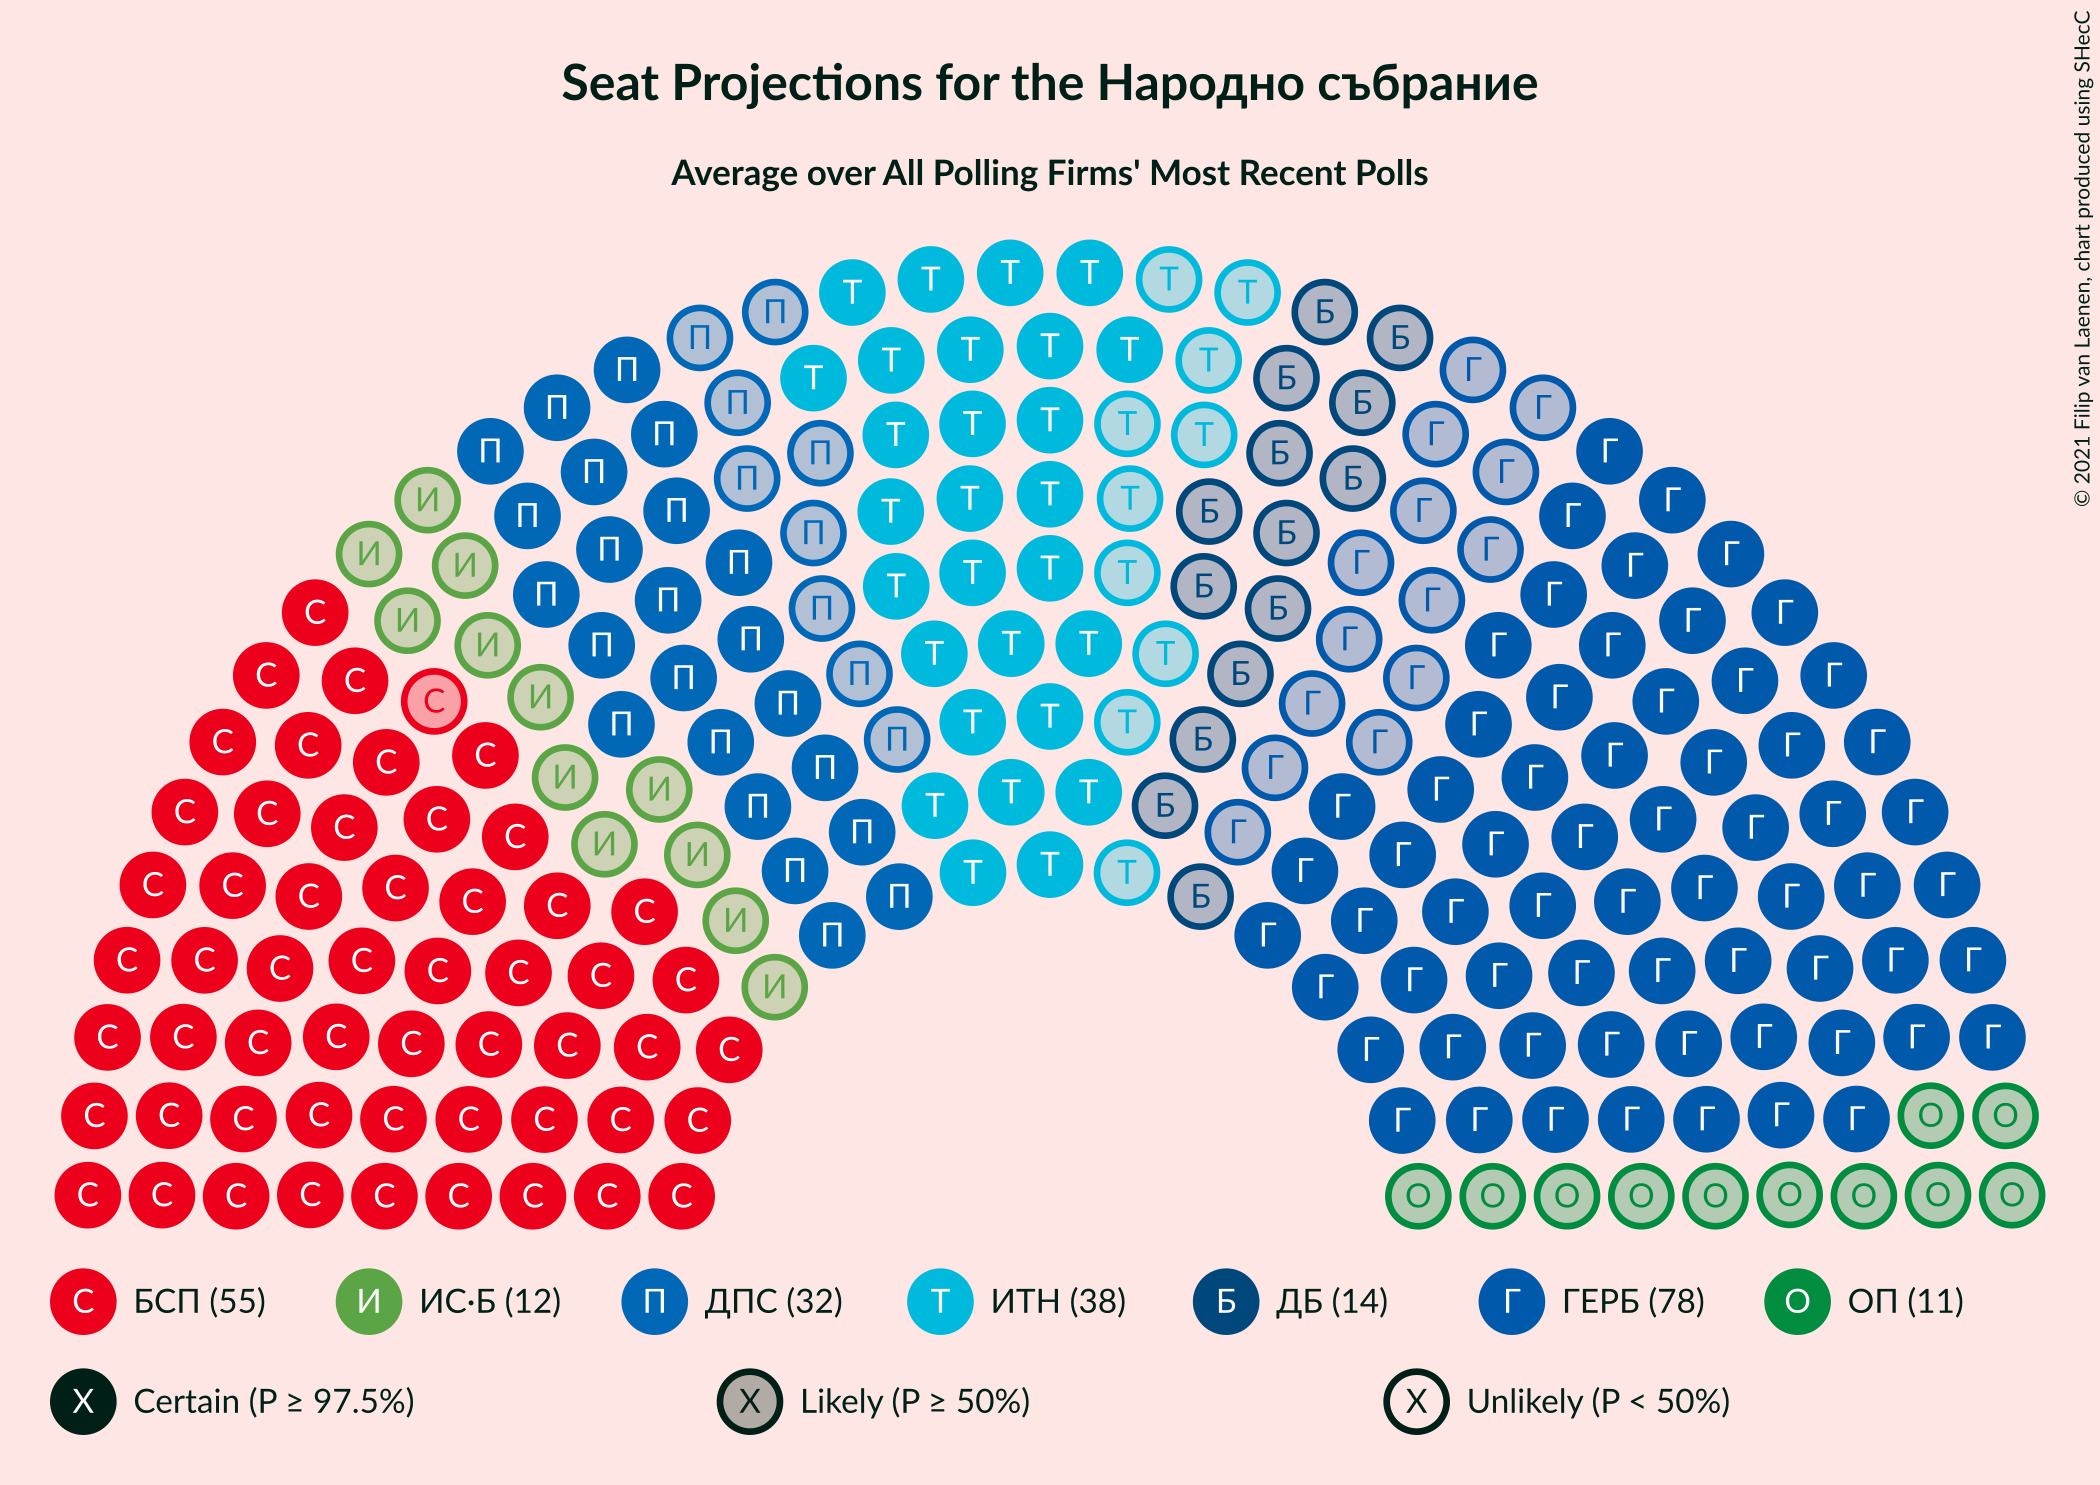 Seat Projections for the Народно събрание
Average over All Polling Firms' Most Recent Polls
© 2021 Filip van Laenen, chart produced using SHecC
С БСП (55) И ИС·Б (12) П ДПС (32) Т ИТН (38) Б ДБ (14) Г ГЕРБ (78) О ОП (11)
X Certain (P ≥ 97.5%) X Likely (P ≥ 50%) X Unlikely (P < 50%)